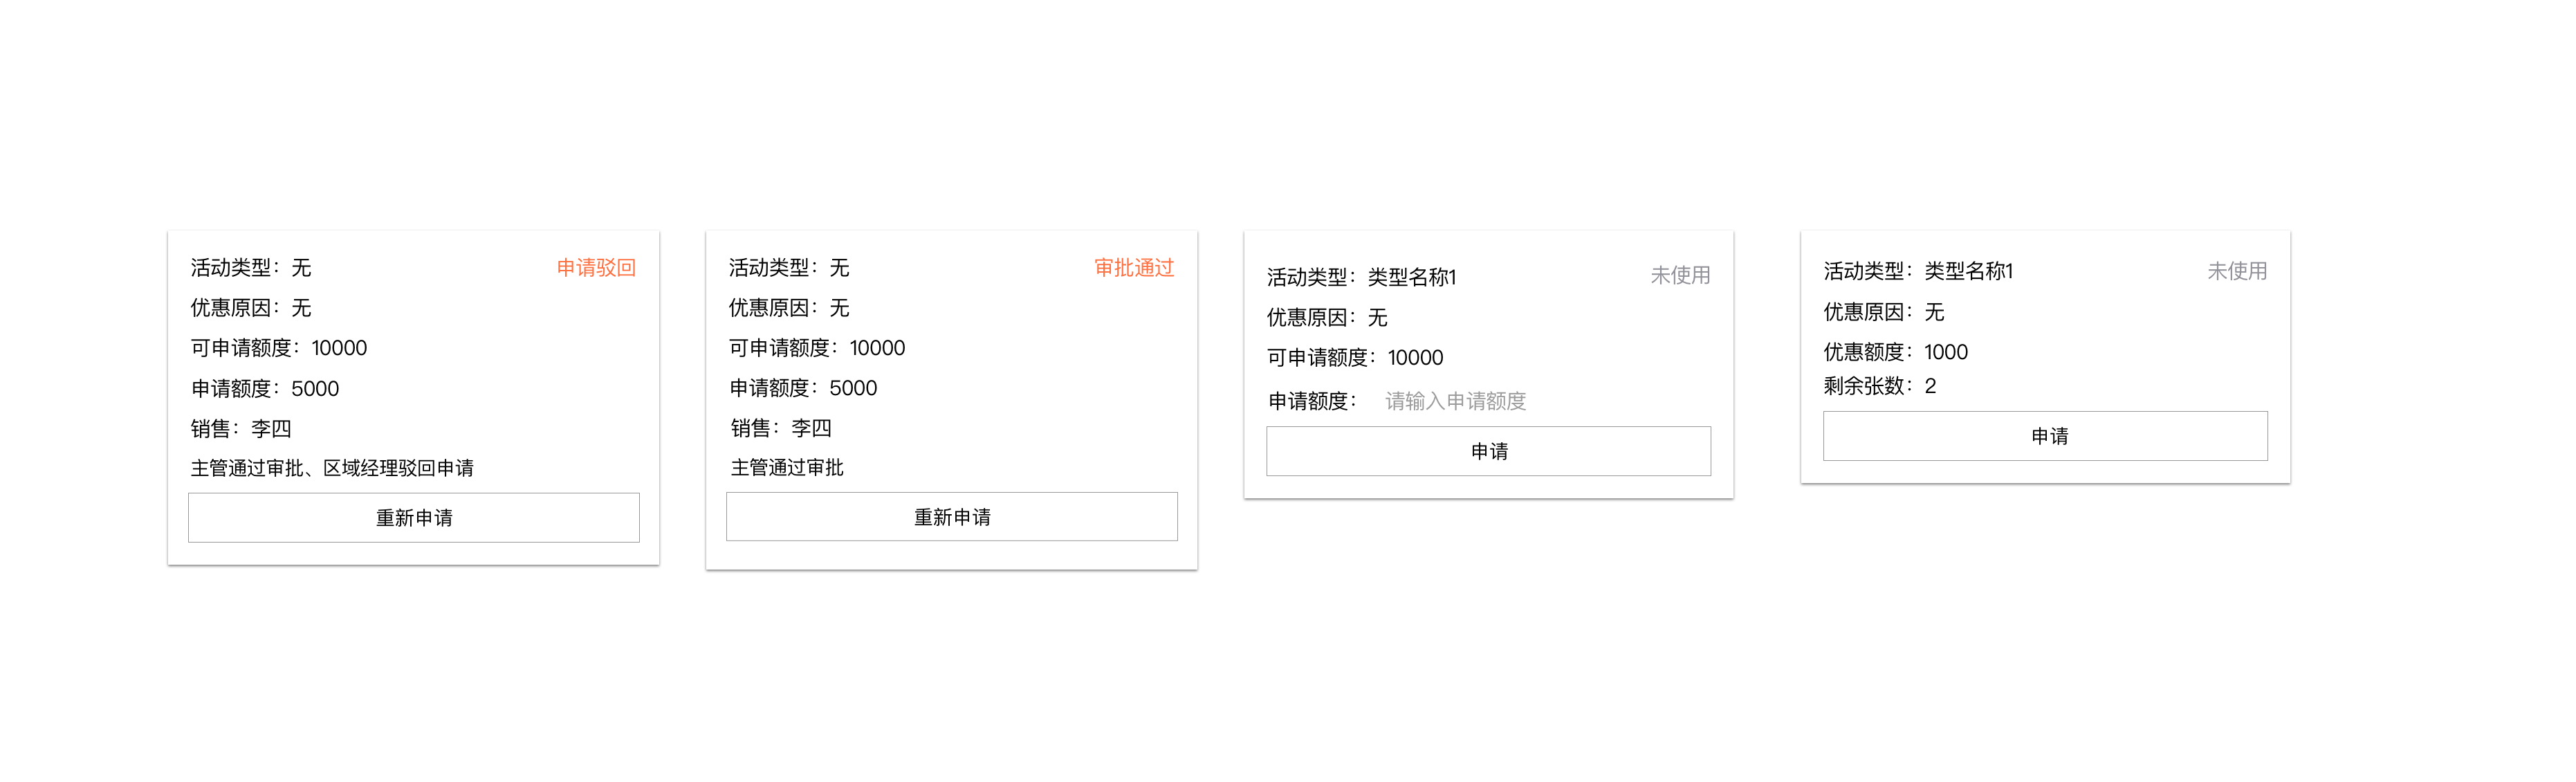 活动类型：无
申请驳回
优惠原因：无
可申请额度：10000
申请额度：5000
销售：李四
主管通过审批、区域经理驳回申请
重新申请
活动类型：无
审批通过
优惠原因：无
可申请额度：10000
申请额度：5000
销售：李四
主管通过审批
重新申请
活动类型：类型名称1
未使用
优惠原因：无
可申请额度：10000
申请额度： 请输入申请额度
申请
活动类型：类型名称1
未使用
优惠原因：无
优惠额度：1000
剩余张数：2
申请